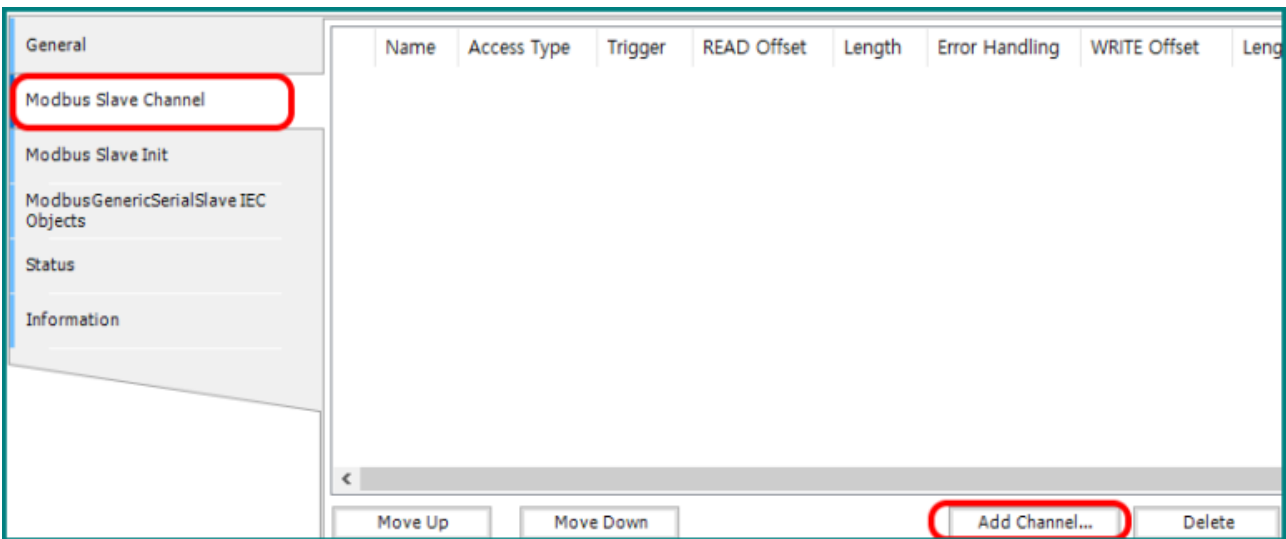 General
Modbus Slave Channel
Modbus Slave Init
ModbusGenericSerialSlave IEC
Objects
Status
Information
Name Access Type Trigger READ Offset Length Error Handling WRITE Offset Leng
Move Up Move Down Add Channel... Delete